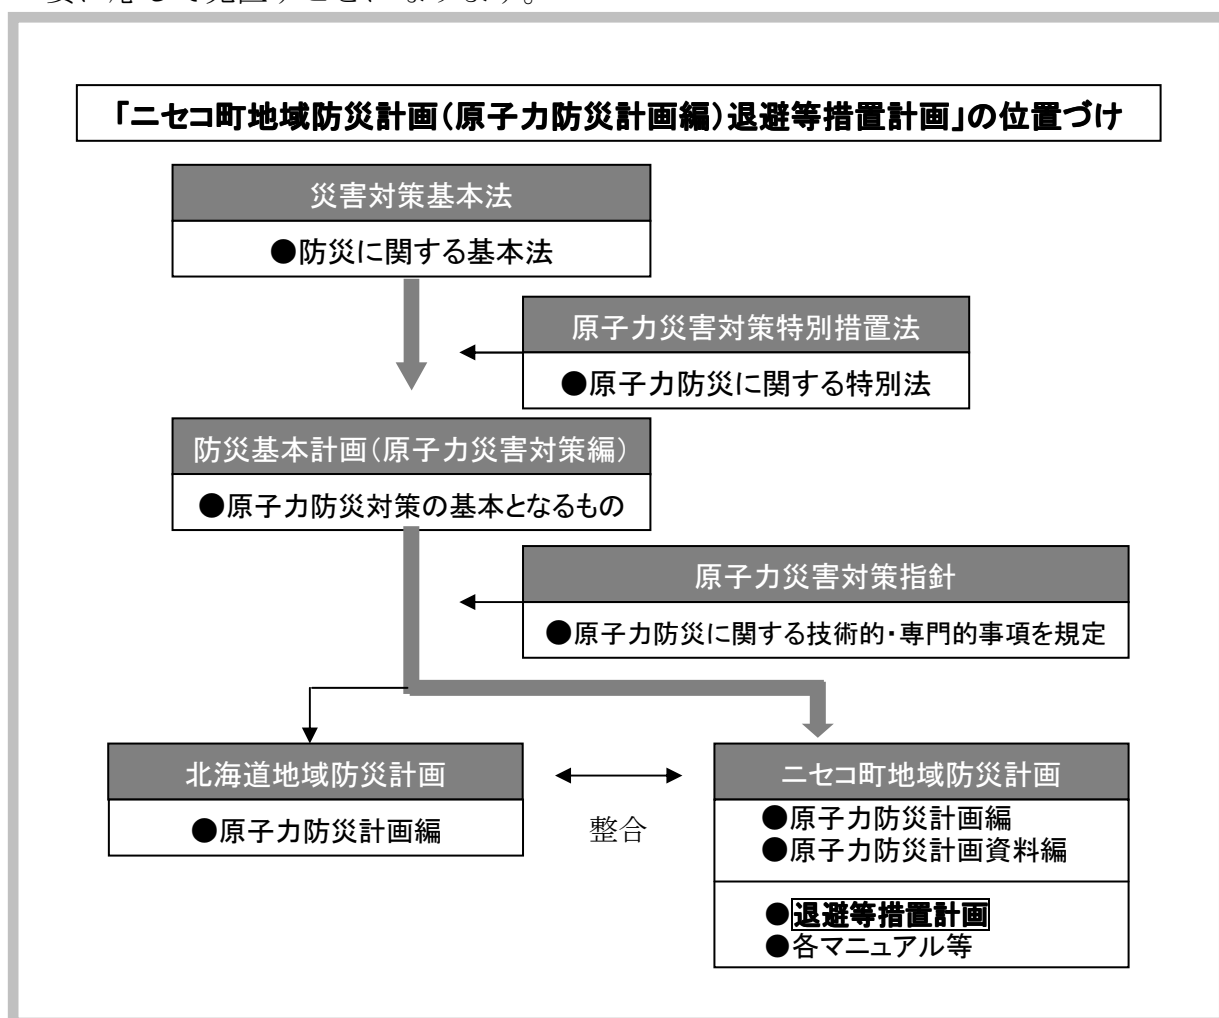 「ニセコ町地域防災計画(原子力防災計画編)退避等措置計画」の位置づけ
災害対策基本法
●防災に関する基本法
原子力災害対策特別措置法
●原子力防災に関する特別法
防災基本計画(原子力災害対策編)
●原子力防災対策の基本となるもの
原子力災害対策指針
●原子力防災に関する技術的・専門的事項を規定
北海道地域防災計画
●原子力防災計画編
整合
ニセコ町地域防災計画
●原子力防災計画編
●原子力防災計画資料編
●退避等措置計画
●各マニュアル等